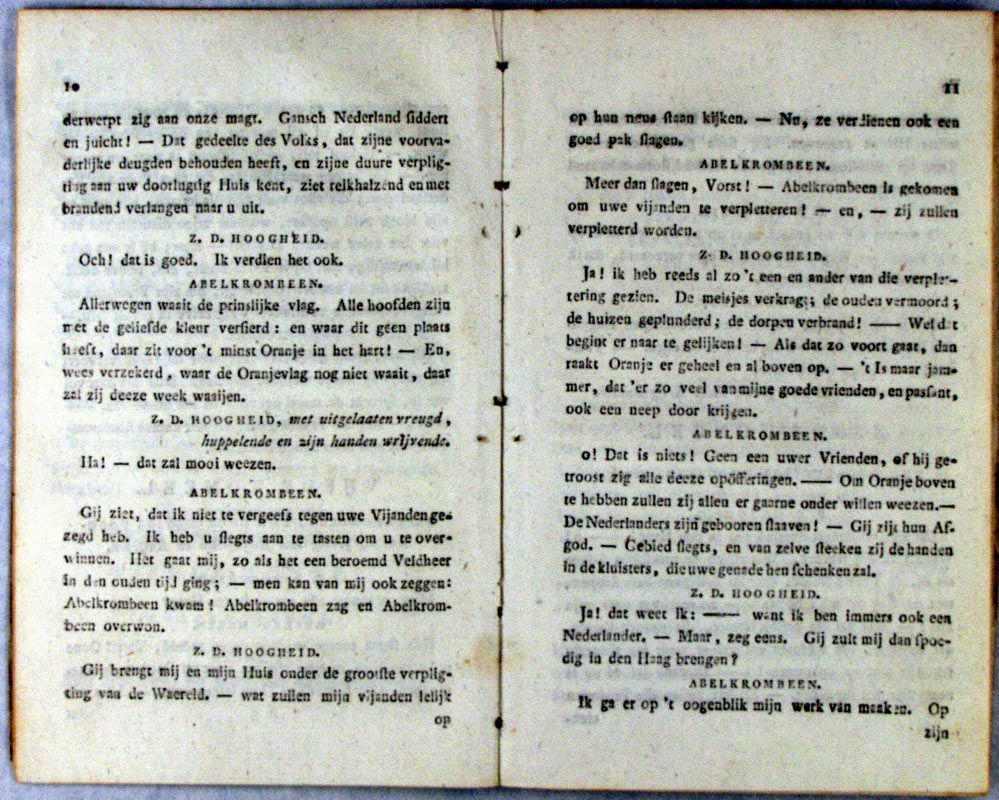 10
derwerpt zig aan onze magt. Gansch Nederland siddert
en juicht! — Dat gedeelte des Volks, dat zijne voorva-
derlijke deugden behouden heeft, en zijne duure verplig-
ting aan uw doorlugtig Huis kent, ziet reikhalzend en met
brandend verlangen naar u uit.
Z. D. HOOGHEID.
Och! dat is goed. Ik verdien het ook.
ABELKROMBEEN.
Allerwegen waait de prinslijke vlag. Alle hoofden zijn
met de geliefde kleur versierd: en waar dit geen plaats
heeft, daar zit voor 't minst Oranje in het hart! — En,
wees verzekerd, waar de Oranjevlag nog niet waait, daar
zal zij deeze week waaijen.
Z. D. HOOGHEID, met uitgelaaten vreugd,
huppelende en zijn handen wrijvende.
Ha! — dat zal mooi weezen.
ABELKROMBEEN.
Gij ziet, dat ik niet te vergeefs tegen uwe Vijanden ge-
zegd heb. Ik heb u slegts aan te tasten om u te over-
winnen. Het gaat mij, zo als het een beroemd Veldheer
in den ouden tijd ging; — men kan van mij ook zeggen:
Abelkrombeen kwam! Abelkrombeen zag en Abelkrom-
been overwon.
Z. D. HOOGHEID.
Gij brengt mij en mijn Huis onder de grootste verplig-
ting van de Waereld. — wat zullen mijn vijanden lelijk
op
11
op hun neus staan kijken. — Nu, ze verdienen ook een
goed pak slagen.
ABELKROMBEEN.
Meer dan slagen, Vorst! — Abelkrombeen is gekomen
om uwe vijanden te verpletteren! — en, — zij zullen
verpletterd worden.
Z. D. HOOGHEID.
Ja! ik heb reeds al zo 't een en ander van die verplet-
tering gezien. De meisjes verkragt; de ouden vermoord;
de huizen geplunderd; de dorpen verbrand! —— Wel dat
begint er naar te gelijken! — Als dat zo voort gaat, dan
raakt Oranje er geheel en al boven op. — 't Is maar jam-
mer, dat 'er zo veel van mijne goede vrienden, en passant,
ook een neep door krijgen.
ABELKROMBEEN.
o! Dat is niets! Geen een uwer Vrienden, of hij ge-
troost zig alle deeze opöfferingen. —— Om Oranje boven
te hebben zullen zij allen er gaarne onder willen weezen.—
De Nederlanders zijn gebooren slaaven! — Gij zijt hun Af-
god. — Gebied slegts, en van zelve steeken zij de handen
in de kluisters, die uwe genade hen schenken zal.
Z. D. HOOGHEID.
Ja! dat weet ik: —— want ik ben immers ook een
Nederlander. — Maar, zeg eens. Gij zult mij dan spoe-
dig in den Haag brengen?
ABELKROMBEEN.
Ik ga er op 't oogenblik mijn werk van maaken. Op
zijn